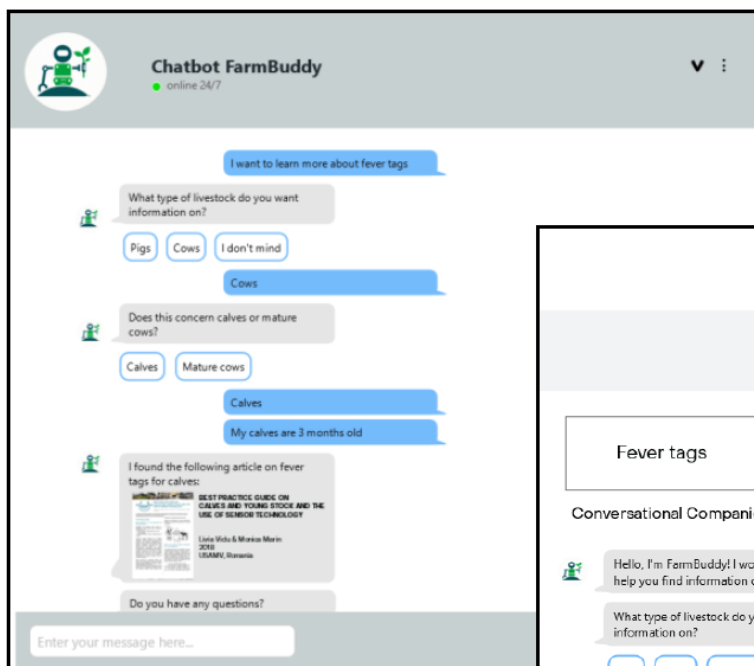 Chatbot FarmBuddy
online 24/7
I want to learn more about fever tags
What type of livestock do you want
information on?
Pigs
Cows
I don't mind
Cows
Does this concern calves or mature
cows?
Calves
Mature cows
Calves
My calves are 3 months old
I found the following article on fever
tags for calves:
BEST PRACTICE GUIDE ON
CALVES AND YOUNG STOCK AND THE
USE OF SENSOR TECHNOLOGY
Livia Vidu & Monica Marin
2018
USAMV, Romania
Do you have any questions?
Enter your message here...
Fever tags
Conversational Compani
Hello, I'm FarmBuddy! I wo
help you find information
What type of livestock do y
information on?